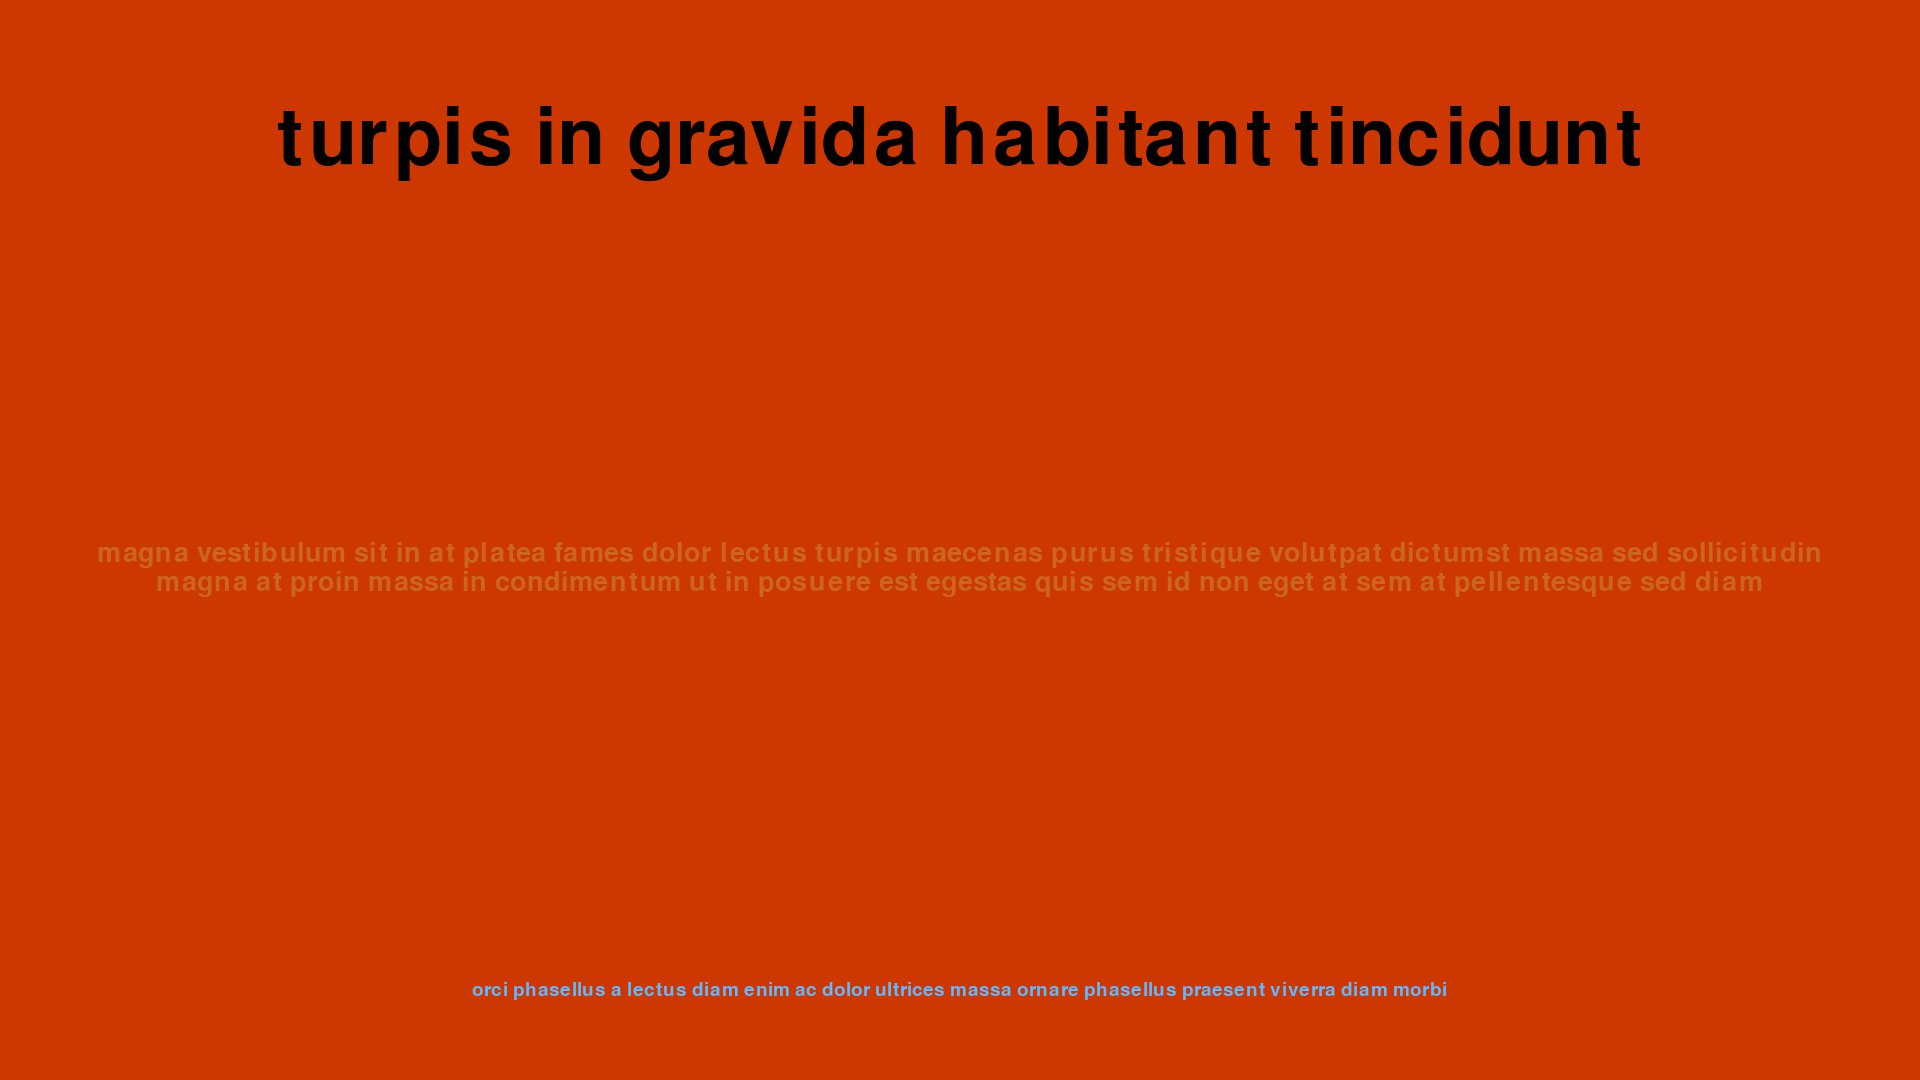 turpis in gravida habitant tincidunt
magna vestibulum sit in at platea fames dolor lectus turpis maecenas purus tristique volutpat dictumst massa sed sollicitudin
magna at proin massa in condimentum ut in posuere est egestas quis sem id non eget at sem at pellentesque sed diam
orci phasellus a lectus diam enim ac dolor ultrices massa ornare phasellus praesent viverra diam morbi